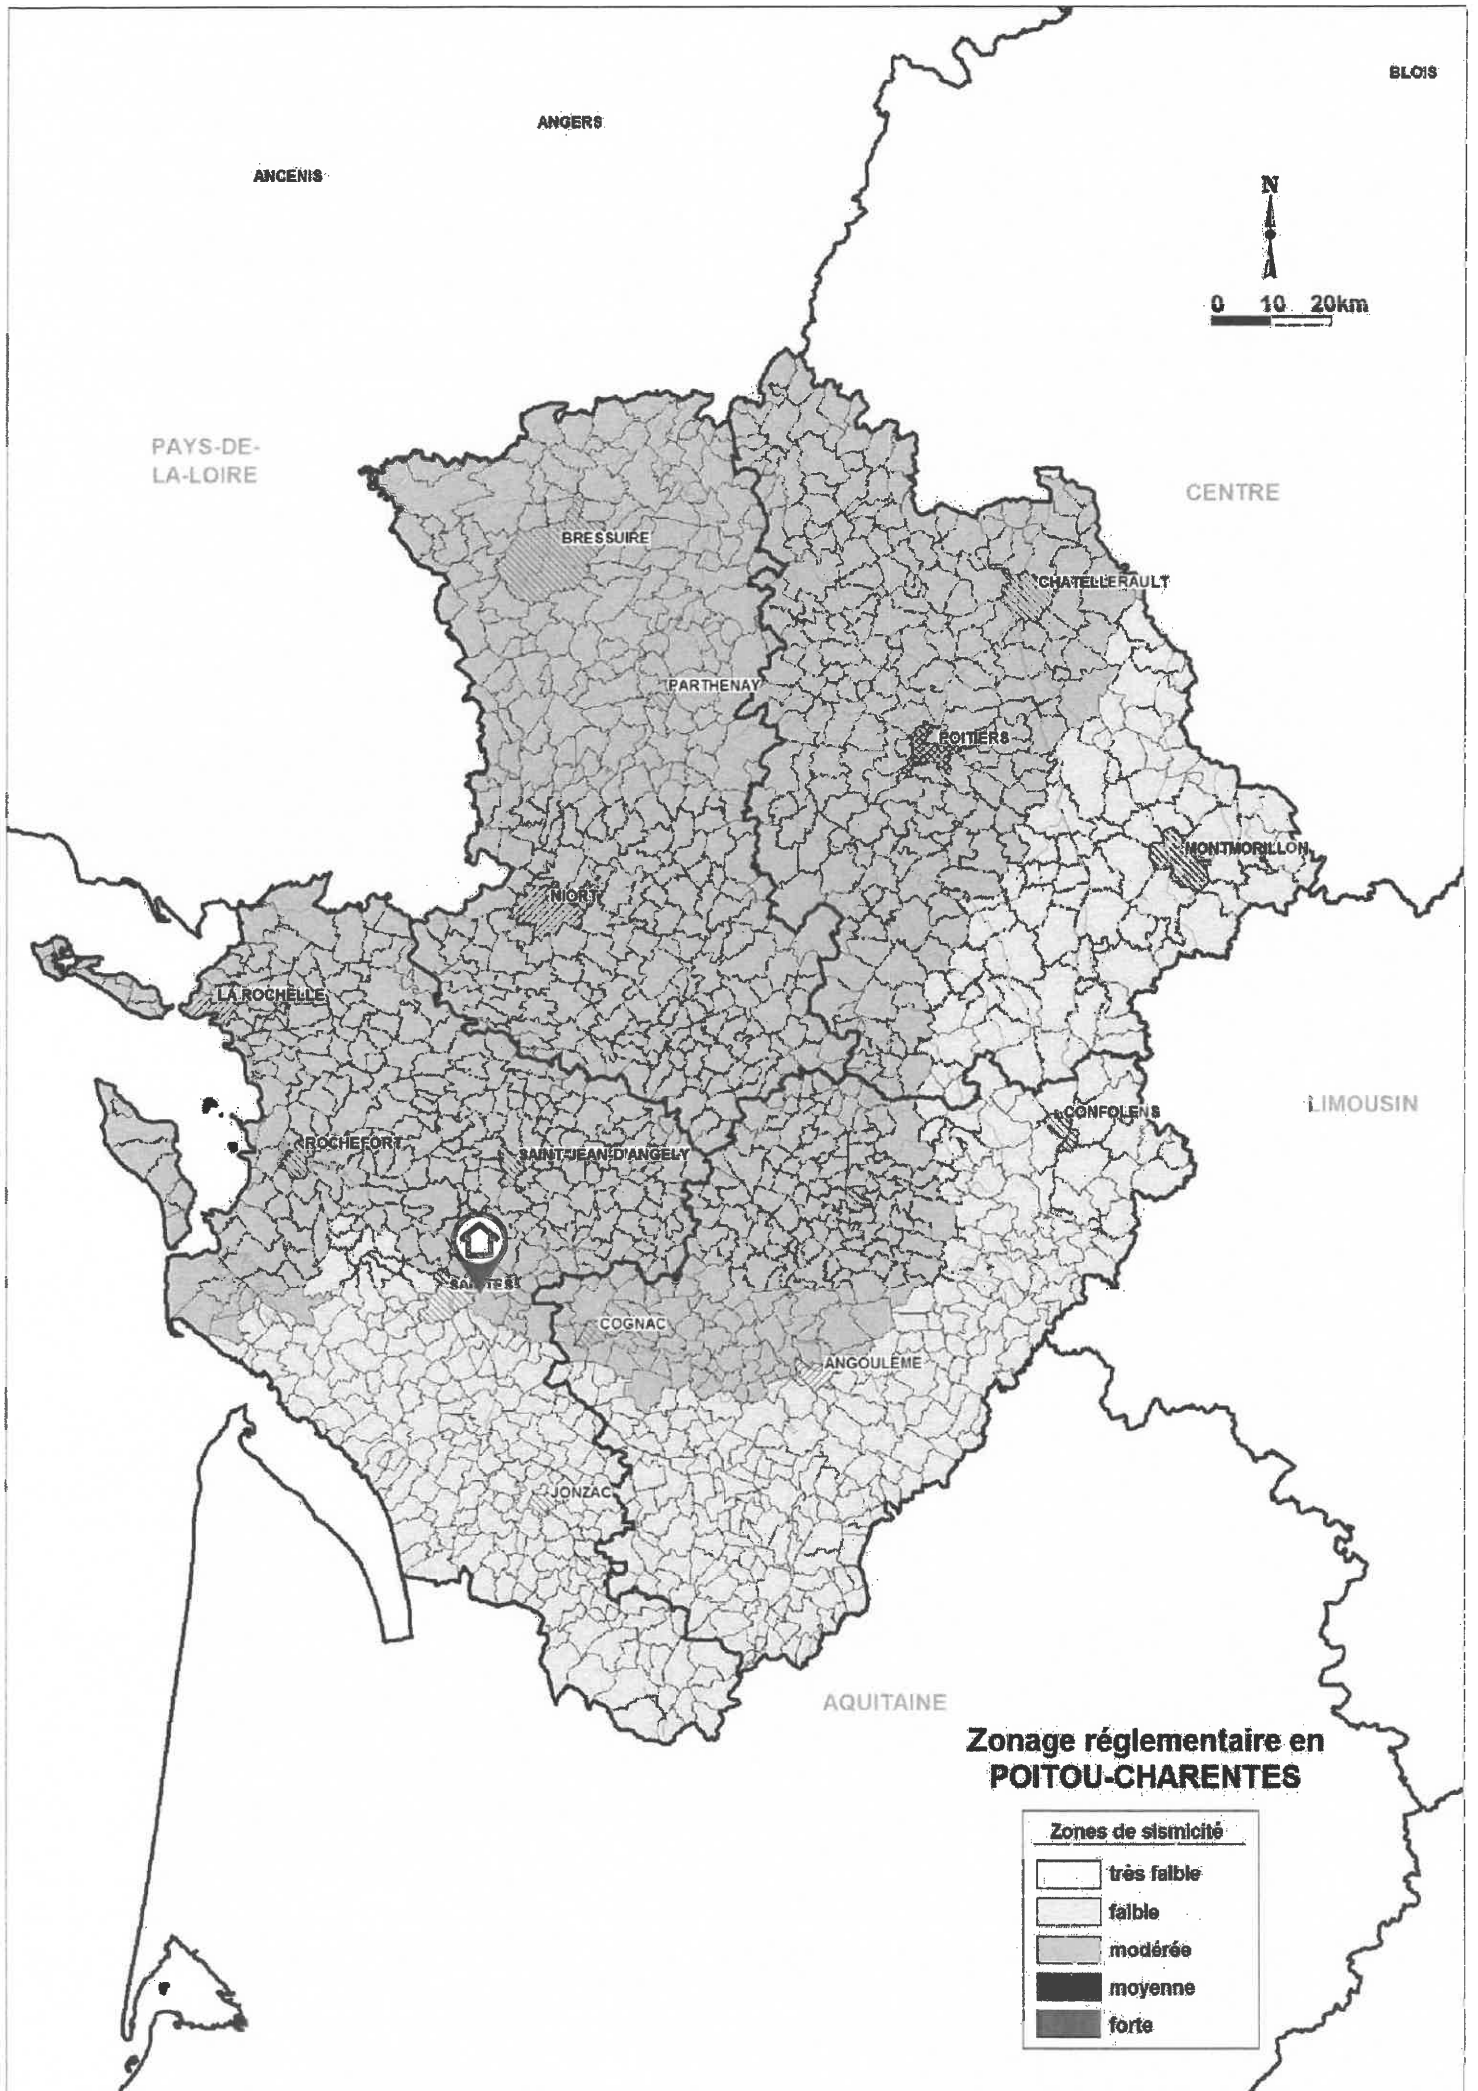 BLOIS
ANGERS
ANCENIS
N
0 10 20km
PAYS-DE-
LA-LOIRE
CENTRE
BRESSUIRE
CHATELLERAULT
PARTHENAY
POITIERS
MONTMORILLON
NIORT
LA ROCHELLE
LIMOUSIN
CONFOLENS
ROCHEFORT
SAINT-JEAN-D'ANGELY
COGNAC
ANGOULÊME
JONZAC
AQUITAINE
Zonage réglementaire en
POITOU-CHARENTES
Zones de sismicité
très faible
faible
modérée
moyenne
forte